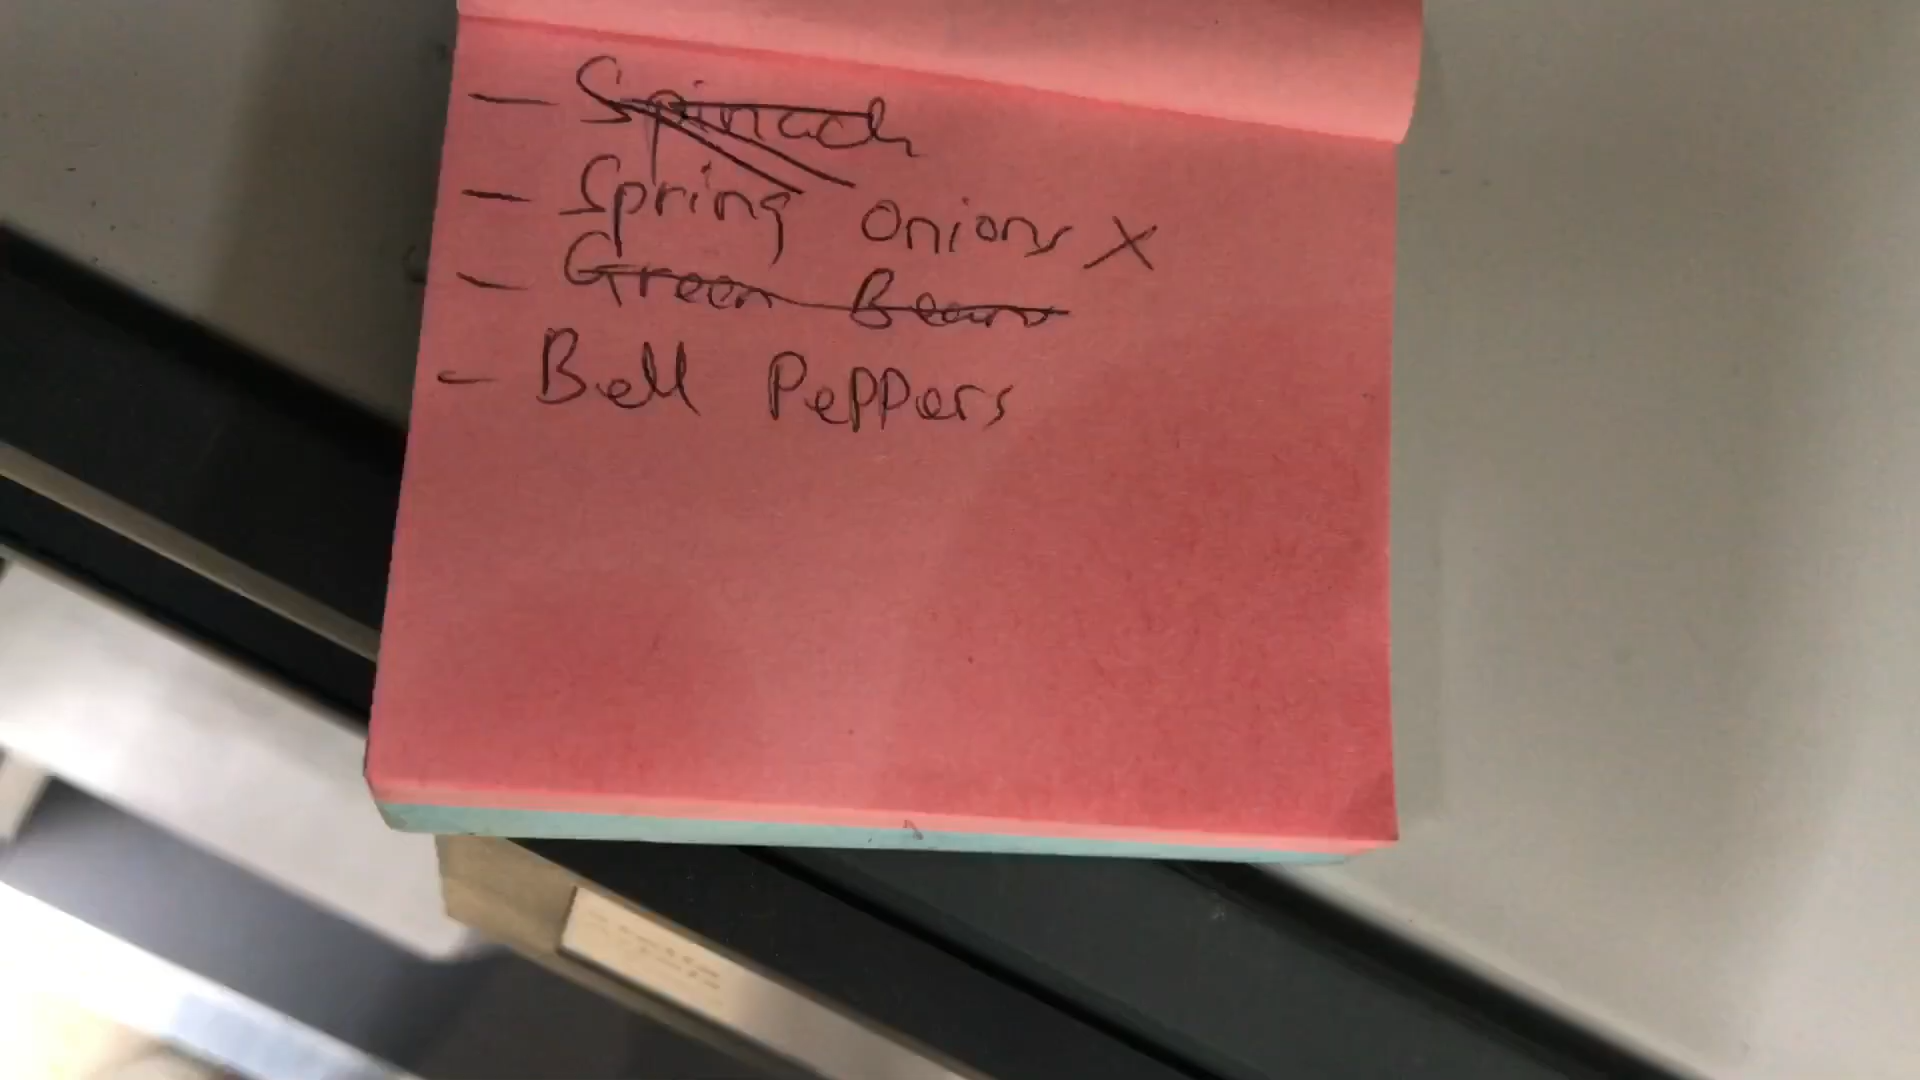 - Spinach
- Spring Onions X
- Green Beans
- Bell Peppers